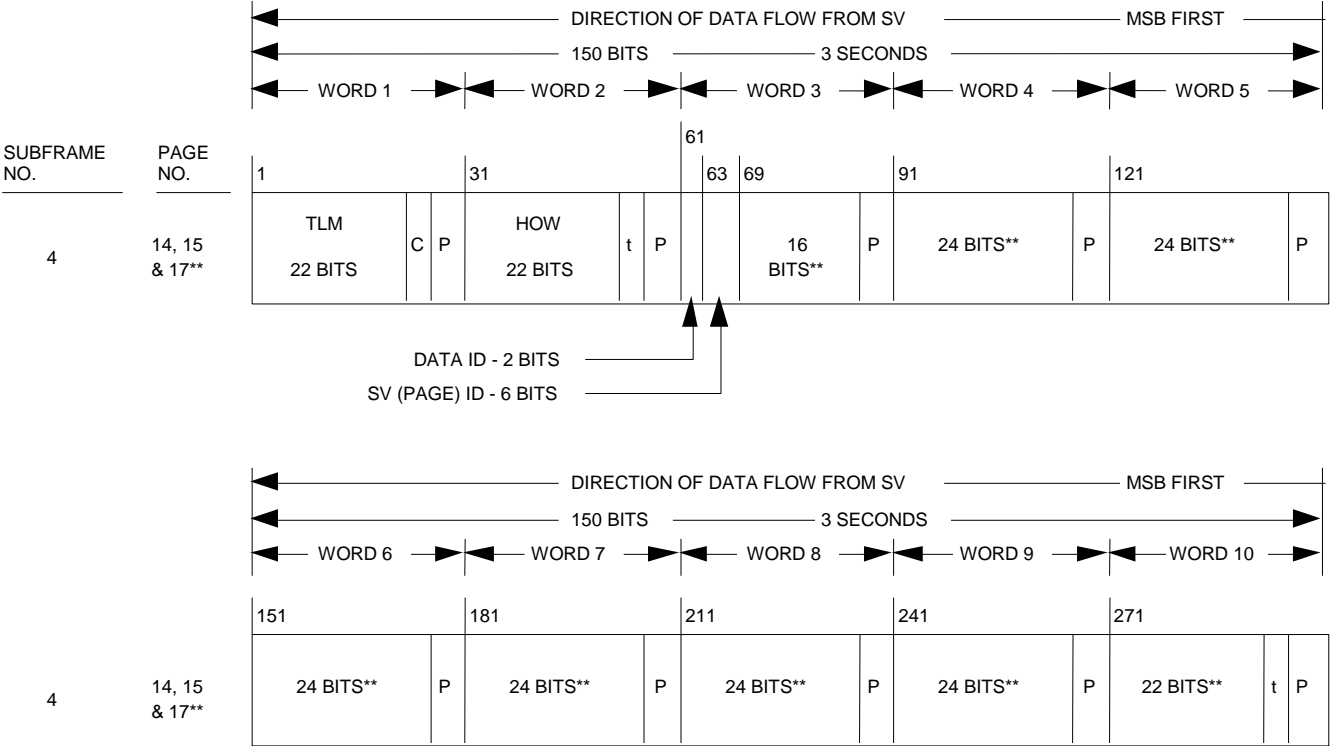 DIRECTION OF DATA FLOW FROM SV MSB FIRST
150 BITS 3 SECONDS
WORD 1 WORD 2 WORD 3 WORD 4 WORD 5
61
SUBFRAME NO. PAGE NO. 1 31 63 69 91 121
4 14, 15 & 17** TLM 22 BITS C P HOW 22 BITS t P 16 BITS** P 24 BITS** P 24 BITS** P
DATA ID - 2 BITS
SV (PAGE) ID - 6 BITS
DIRECTION OF DATA FLOW FROM SV MSB FIRST
150 BITS 3 SECONDS
WORD 6 WORD 7 WORD 8 WORD 9 WORD 10
151 181 211 241 271
4 14, 15 & 17** 24 BITS** P 24 BITS** P 24 BITS** P 24 BITS** P 22 BITS** t P